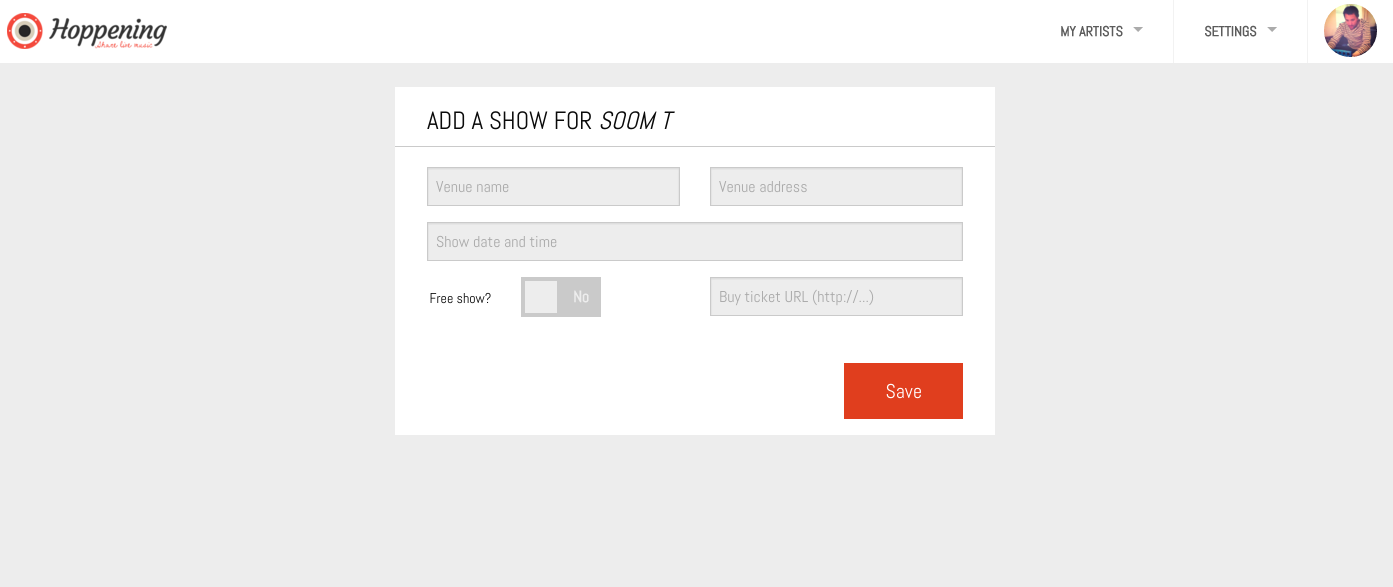 Hoppening
Share live music
MY ARTISTS
SETTINGS
ADD A SHOW FOR SOOM T
Venue name
Venue address
Show date and time
Free show?
No
Buy ticket URL (http://...)
Save